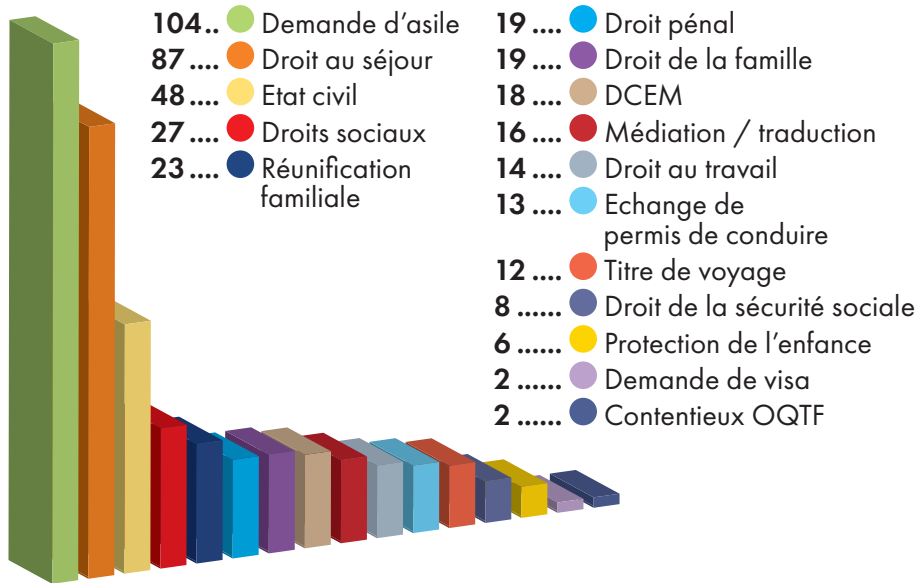 104.. Demande d'asile
87.... Droit au séjour
48.... Etat civil
27.... Droits sociaux
23.... Réunification
familiale
19.... Droit pénal
19.... Droit de la famille
18.... DCEM
16.... Médiation / traduction
14.... Droit au travail
13.... Echange de
permis de conduire
12.... Titre de voyage
8...... Droit de la sécurité sociale
6...... Protection de l'enfance
2...... Demande de visa
2...... Contentieux OQTF